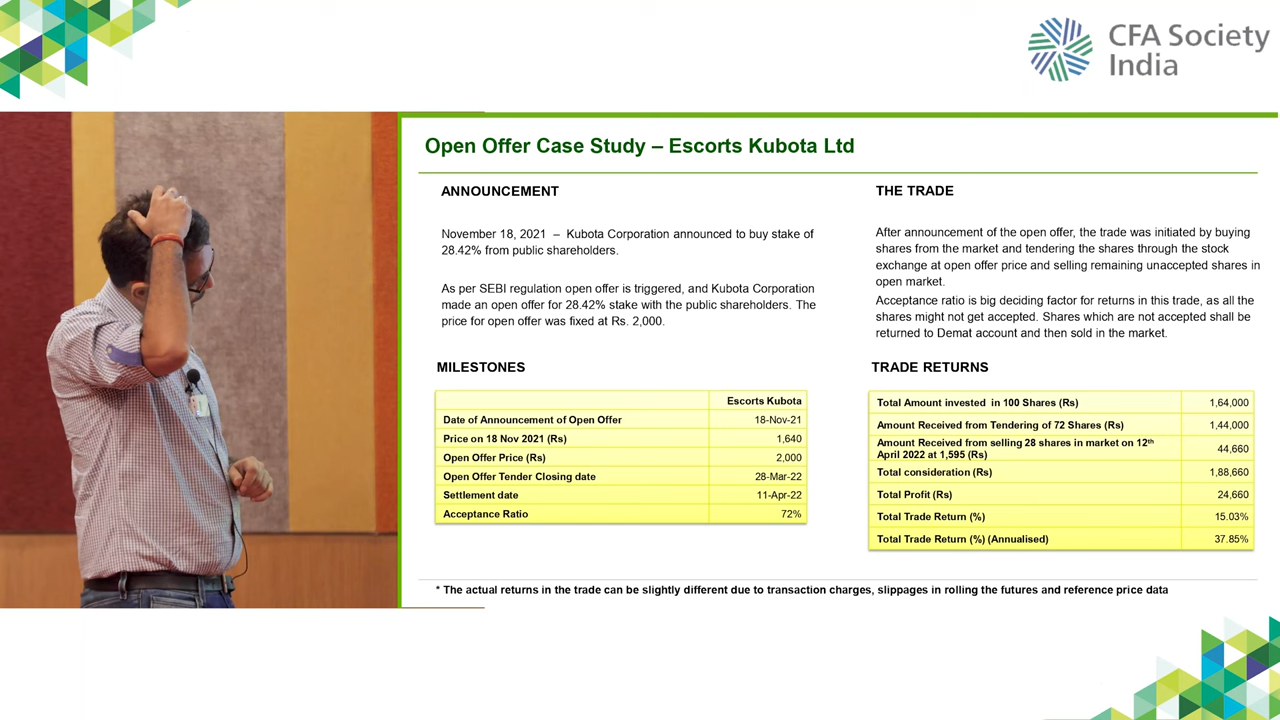 CFA Society
India
Open Offer Case Study – Escorts Kubota Ltd
ANNOUNCEMENT
November 18, 2021 – Kubota Corporation announced to buy stake of
28.42% from public shareholders.
As per SEBI regulation open offer is triggered, and Kubota Corporation
made an open offer for 28.42% stake with the public shareholders. The
price for open offer was fixed at Rs. 2,000.
THE TRADE
After announcement of the open offer, the trade was initiated by buying
shares from the market and tendering the shares through the stock
exchange at open offer price and selling remaining unaccepted shares in
open market.
Acceptance ratio is big deciding factor for returns in this trade, as all the
shares might not get accepted. Shares which are not accepted shall be
returned to Demat account and then sold in the market.
MILESTONES
Escorts Kubota
Date of Announcement of Open Offer 18-Nov-21
Price on 18 Nov 2021 (Rs) 1,640
Open Offer Price (Rs) 2,000
Open Offer Tender Closing date 28-Mar-22
Settlement date 11-Apr-22
Acceptance Ratio 72%
TRADE RETURNS
Total Amount invested in 100 Shares (Rs) 1,64,000
Amount Received from Tendering of 72 Shares (Rs) 1,44,000
Amount Received from selling 28 shares in market on 12th
April 2022 at 1,595 (Rs) 44,660
Total consideration (Rs) 1,88,660
Total Profit (Rs) 24,660
Total Trade Return (%) 15.03%
Total Trade Return (%) (Annualised) 37.85%
* The actual returns in the trade can be slightly different due to transaction charges, slippages in rolling the futures and reference price data